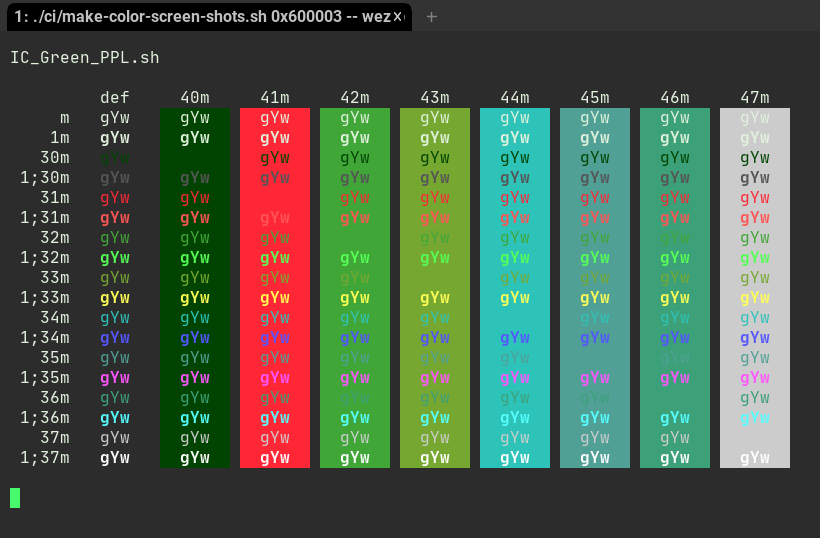 1: ./ci/make-color-screen-shots.sh 0x600003 -- wez
IC_Green_PPL.sh
def 40m 41m 42m 43m 44m 45m 46m 47m
m gYw gYw gYw gYw gYw gYw gYw gYw gYw
1m gYw gYw gYw gYw gYw gYw gYw gYw gYw
30m gYw gYw gYw gYw gYw gYw gYw gYw
1;30m gYw gYw gYw gYw gYw gYw gYw gYw gYw
31m gYw gYw gYw gYw gYw gYw gYw gYw
1;31m gYw gYw gYw gYw gYw gYw gYw gYw gYw
32m gYw gYw gYw gYw gYw gYw gYw gYw
1;32m gYw gYw gYw gYw gYw gYw gYw gYw gYw
33m gYw gYw gYw gYw gYw gYw gYw gYw
1;33m gYw gYw gYw gYw gYw gYw gYw gYw gYw
34m gYw gYw gYw gYw gYw gYw gYw gYw
1;34m gYw gYw gYw gYw gYw gYw gYw gYw gYw
35m gYw gYw gYw gYw gYw gYw gYw gYw
1;35m gYw gYw gYw gYw gYw gYw gYw gYw gYw
36m gYw gYw gYw gYw gYw gYw gYw gYw
1;36m gYw gYw gYw gYw gYw gYw gYw gYw gYw
37m gYw gYw gYw gYw gYw gYw gYw gYw
1;37m gYw gYw gYw gYw gYw gYw gYw gYw gYw